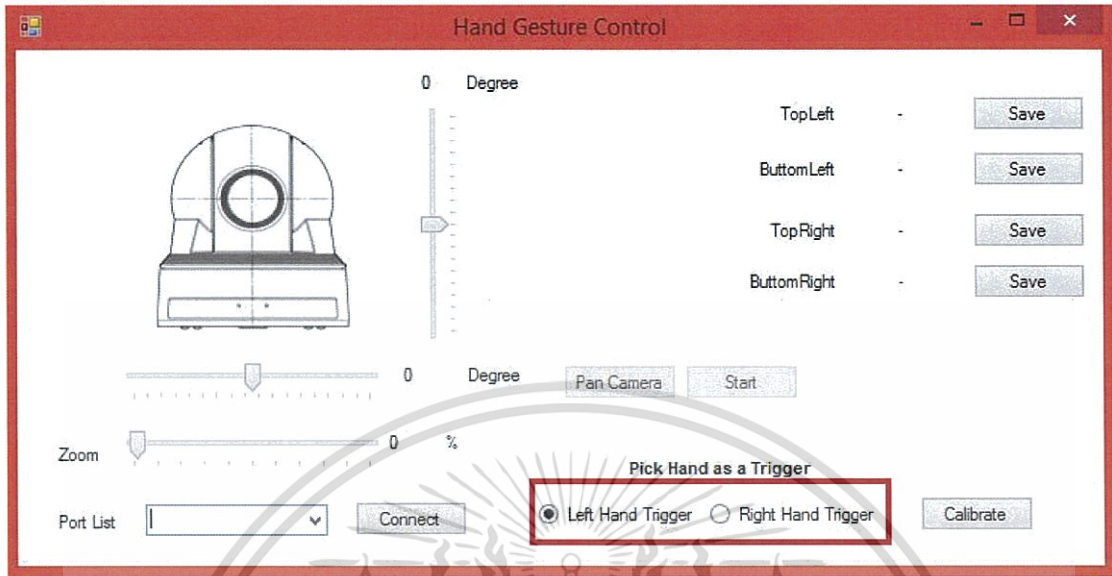 Hand Gesture Control
0 Degree
TopLeft - Save
ButtomLeft - Save
TopRight - Save
ButtomRight - Save
0 Degree Pan Camera Start
Zoom 0 %
Pick Hand as a Trigger
Port List Connect Left Hand Trigger Right Hand Trigger Calibrate